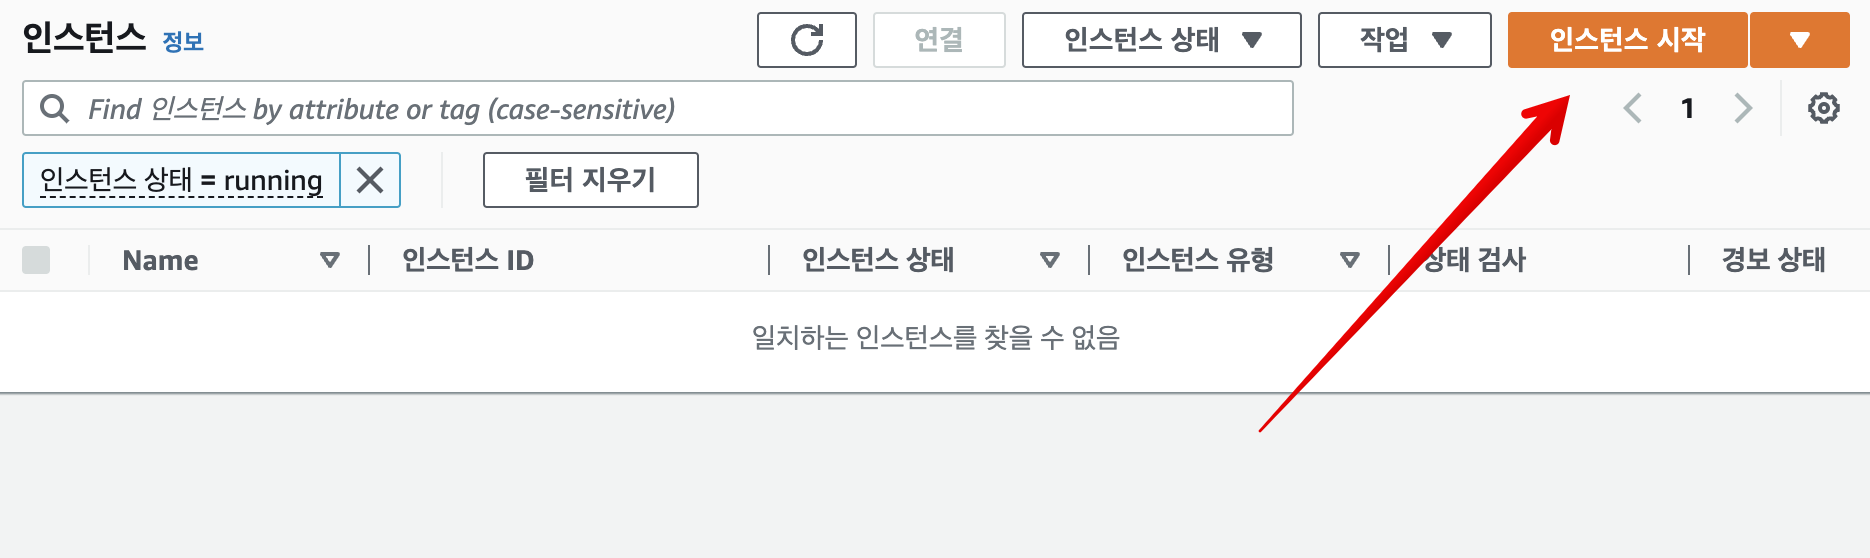 인스턴스 정보
연결
인스턴스 상태
작업
인스턴스 시작
Find 인스턴스 by attribute or tag (case-sensitive)
1
인스턴스 상태 = running
필터 지우기
Name
인스턴스 ID
인스턴스 상태
인스턴스 유형
상태 검사
경보 상태
일치하는 인스턴스를 찾을 수 없음